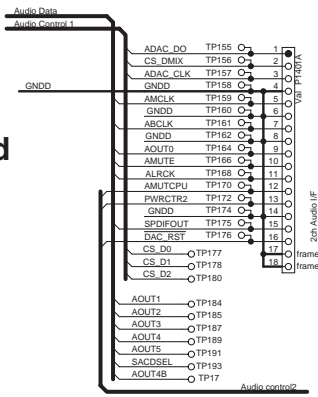 Audio Data
Audio Control 1
ADAC_DO TP155 1
CS_DMIX TP156 2
ADAC_CLK TP157 3
GNDD GNDD TP158 4
AMCLK TP159 5
GNDD TP160 6
ABCLK TP161 7
GNDD TP162 8
AOUT0 TP164 9
AMUTE TP166 10
ALRCK TP168 11
AMUTCPU TP170 12
PWRCTR2 TP172 13
GNDD TP174 14
SPDIFOUT TP175 15
DAC_RST TP176 16
CS_D0 TP177 17 frame
CS_D1 TP178 18 frame
CS_D2 TP180
P1401A
Val
2ch Audio I/F
d
AOUT1 TP184
AOUT2 TP185
AOUT3 TP187
AOUT4 TP189
AOUT5 TP191
SACDSEL TP193
AOUT4B TP17
Audio control2